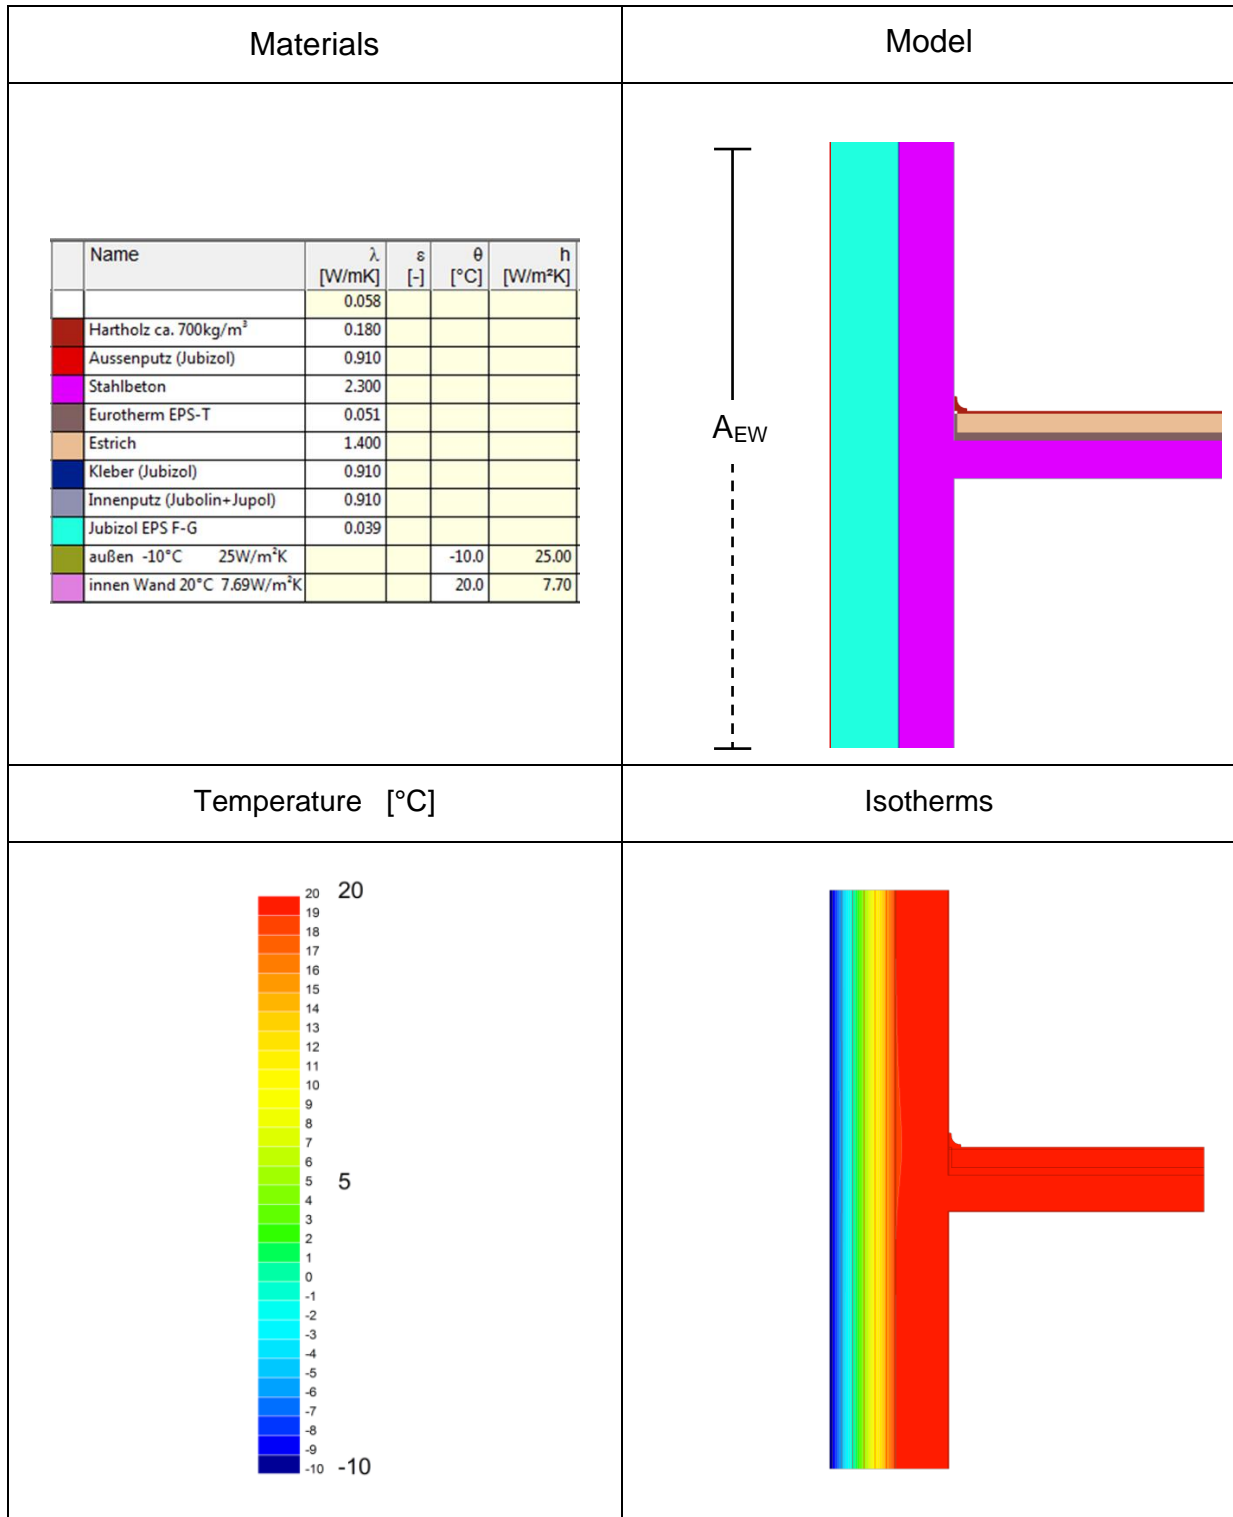 Materials
Model
Name λ ε θ h
[W/mK] [-] [°C] [W/m²K]
0.058
Hartholz ca. 700kg/m³ 0.180
Aussenputz (Jubizol) 0.910
Stahlbeton 2.300
Eurotherm EPS-T 0.051
Estrich 1.400
Kleber (Jubizol) 0.910
Innenputz (Jubolin+Jupol) 0.910
Jubizol EPS F-G 0.039
außen -10°C 25W/m²K -10.0 25.00
innen Wand 20°C 7.69W/m²K 20.0 7.70
A_EW
Temperature [°C]
Isotherms
20 20
19
18
17
16
15
14
13
12
11
10
9
8
7
6
5 5
4
3
2
1
0
-1
-2
-3
-4
-5
-6
-7
-8
-9
-10 -10